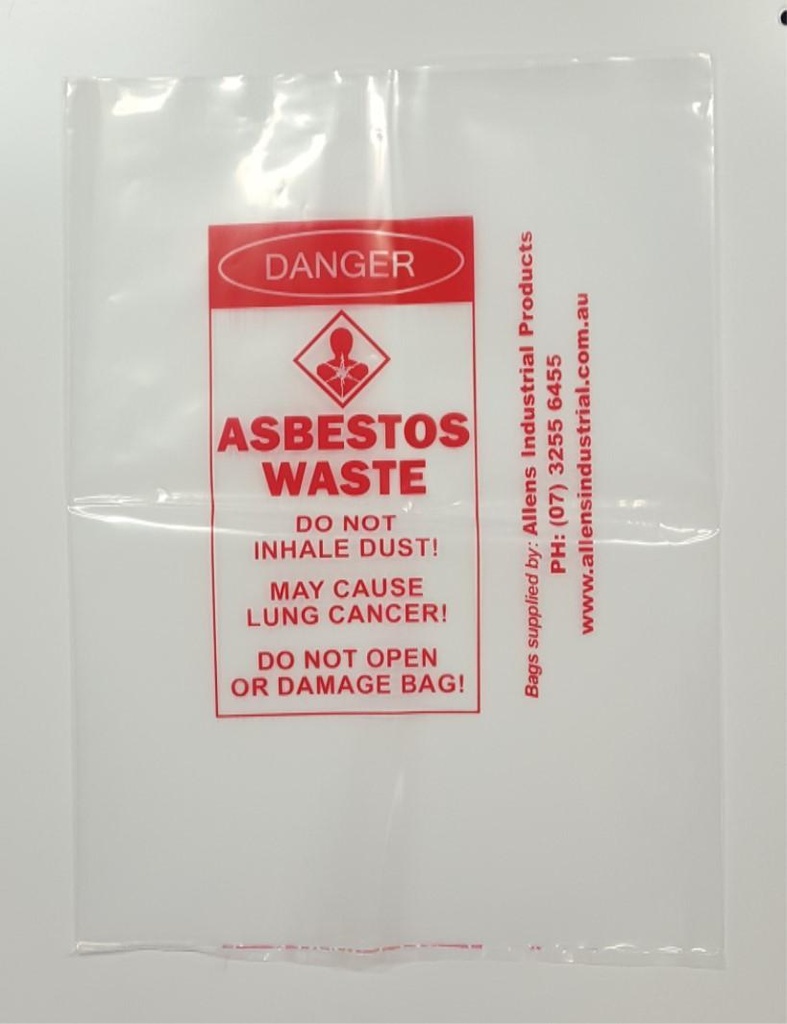 DANGER
ASBESTOS
WASTE
DO NOT
INHALE DUST!
MAY CAUSE
LUNG CANCER!
DO NOT OPEN
OR DAMAGE BAG!
Bags supplied by: Allens Industrial Products
PH: (07) 3255 6455
www.allensindustrial.com.au